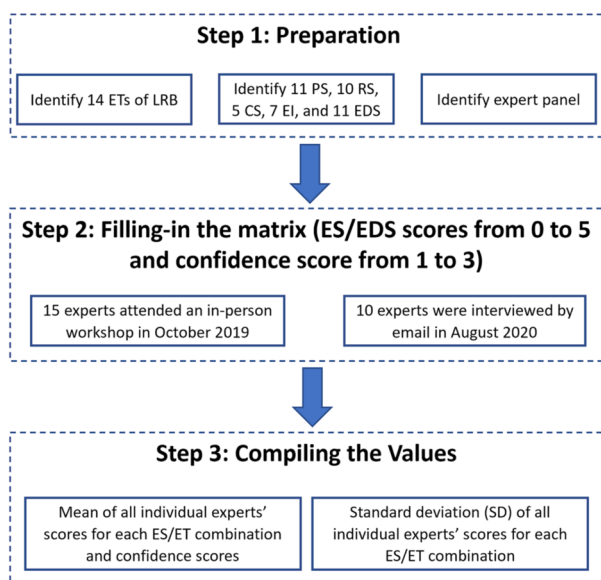 Step 1: Preparation
Identify 14 ETs of LRB
Identify 11 PS, 10 RS,
5 CS, 7 EI, and 11 EDS
Identify expert panel
Step 2: Filling-in the matrix (ES/EDS scores from 0 to 5
and confidence score from 1 to 3)
15 experts attended an in-person
workshop in October 2019
10 experts were interviewed by
email in August 2020
Step 3: Compiling the Values
Mean of all individual experts’
scores for each ES/ET combination
and confidence scores
Standard deviation (SD) of all
individual experts’ scores for each
ES/ET combination